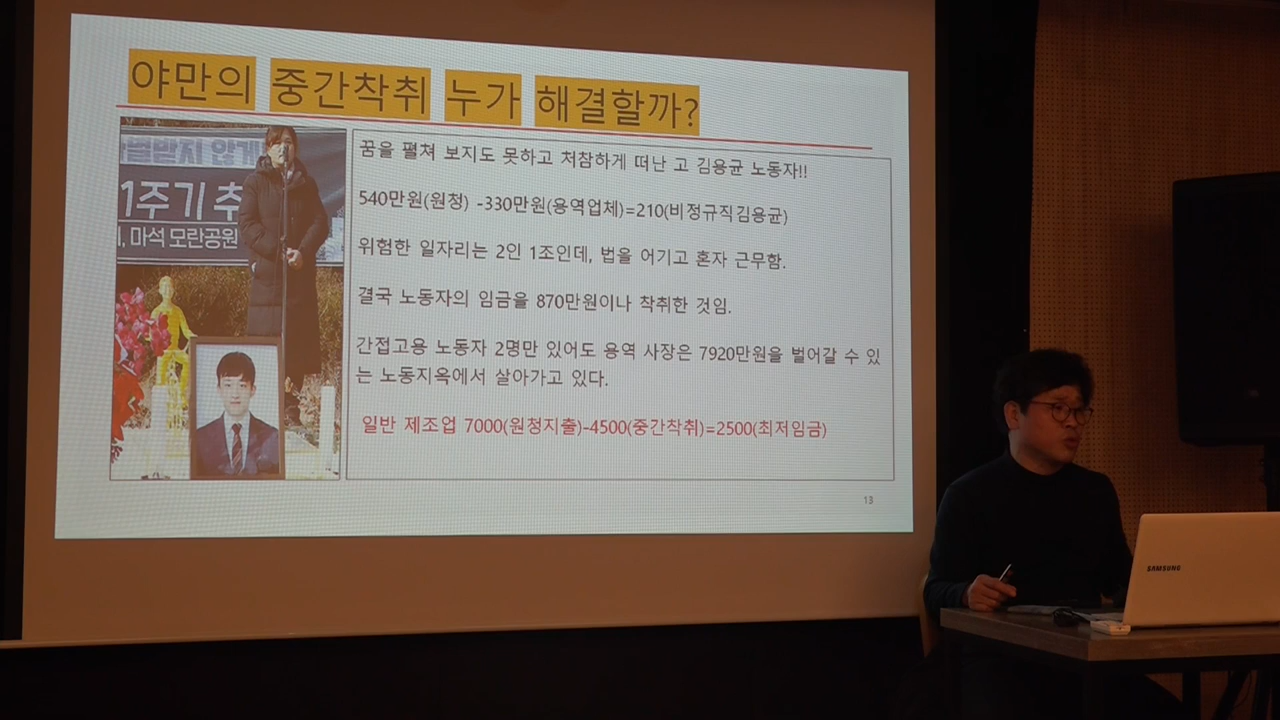 야만의 중간착취 누가 해결할까?
별받지 않게
1주기 추
, 마석 모란공원
꿈을 펼쳐 보지도 못하고 처참하게 떠난 고 김용균 노동자!!
540만원(원청) -330만원(용역업체)=210(비정규직김용균)
위험한 일자리는 2인 1조인데, 법을 어기고 혼자 근무함.
결국 노동자의 임금을 870만원이나 착취한 것임.
간접고용 노동자 2명만 있어도 용역 사장은 7920만원을 벌어갈 수 있
는 노동지옥에서 살아가고 있다.
일반 제조업 7000(원청지출)-4500(중간착취)=2500(최저임금)
13
SAMSUNG